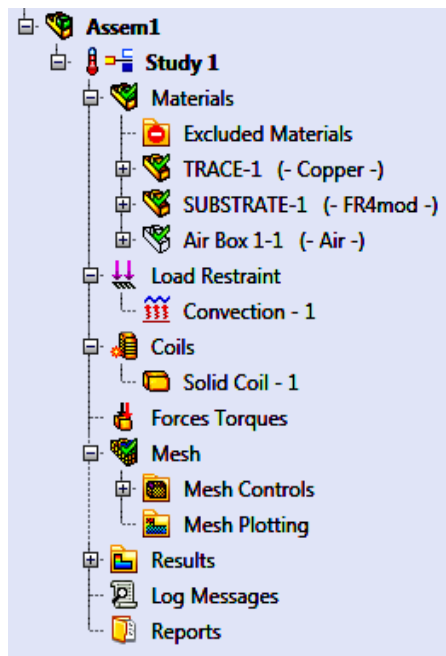 Assem1
Study 1
Materials
Excluded Materials
TRACE-1 (- Copper -)
SUBSTRATE-1 (- FR4mod -)
Air Box 1-1 (- Air -)
Load Restraint
Convection - 1
Coils
Solid Coil - 1
Forces Torques
Mesh
Mesh Controls
Mesh Plotting
Results
Log Messages
Reports